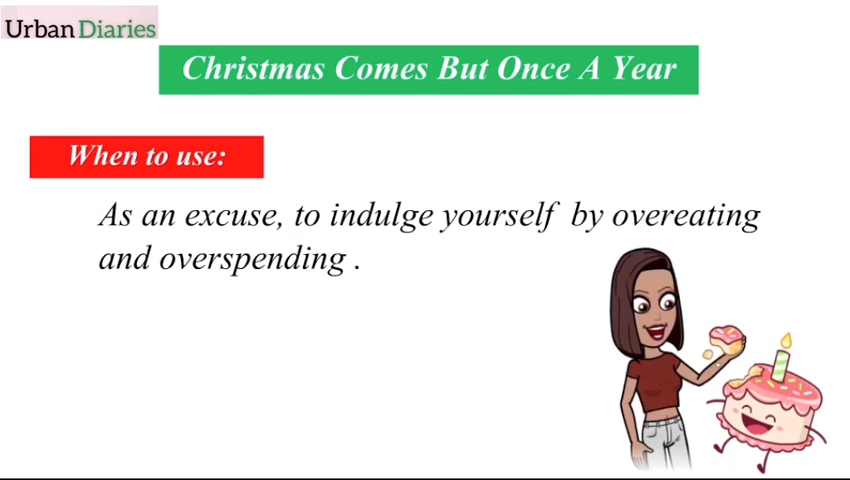 Urban Diaries
Christmas Comes But Once A Year
When to use:
As an excuse, to indulge yourself by overeating
and overspending .